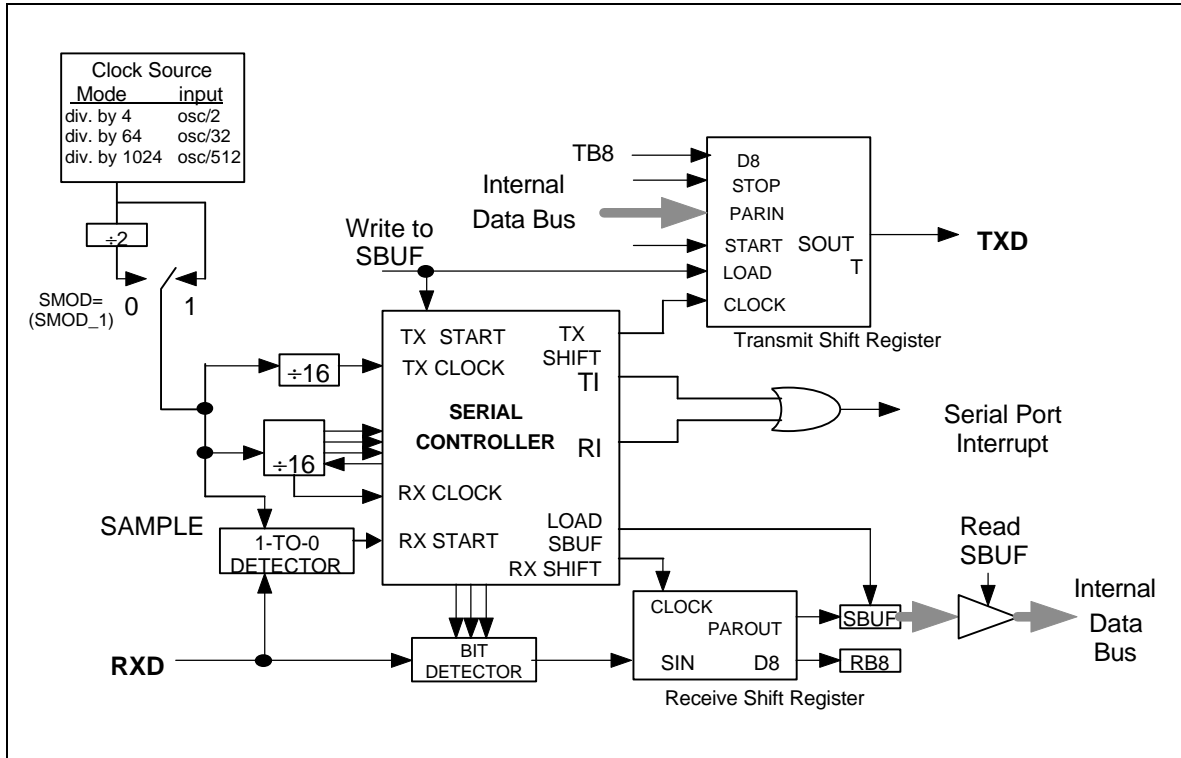 Clock Source
Mode input
div. by 4 osc/2
div. by 64 osc/32
div. by 1024 osc/512
÷2
SMOD=
(SMOD_1)
0
1
Write to
SBUF
TB8
Internal
Data Bus
D8
STOP
PARIN
START
SOUT
T
LOAD
CLOCK
TXD
Transmit Shift Register
÷16
÷16
TX START
TX CLOCK
SERIAL
CONTROLLER
RX CLOCK
RX START
TX
SHIFT
TI
RI
LOAD
SBUF
RX SHIFT
Serial Port
Interrupt
SAMPLE
1-TO-0
DETECTOR
RXD
BIT
DETECTOR
CLOCK
PAROUT
SIN
D8
Receive Shift Register
SBUF
RB8
Read
SBUF
Internal
Data
Bus